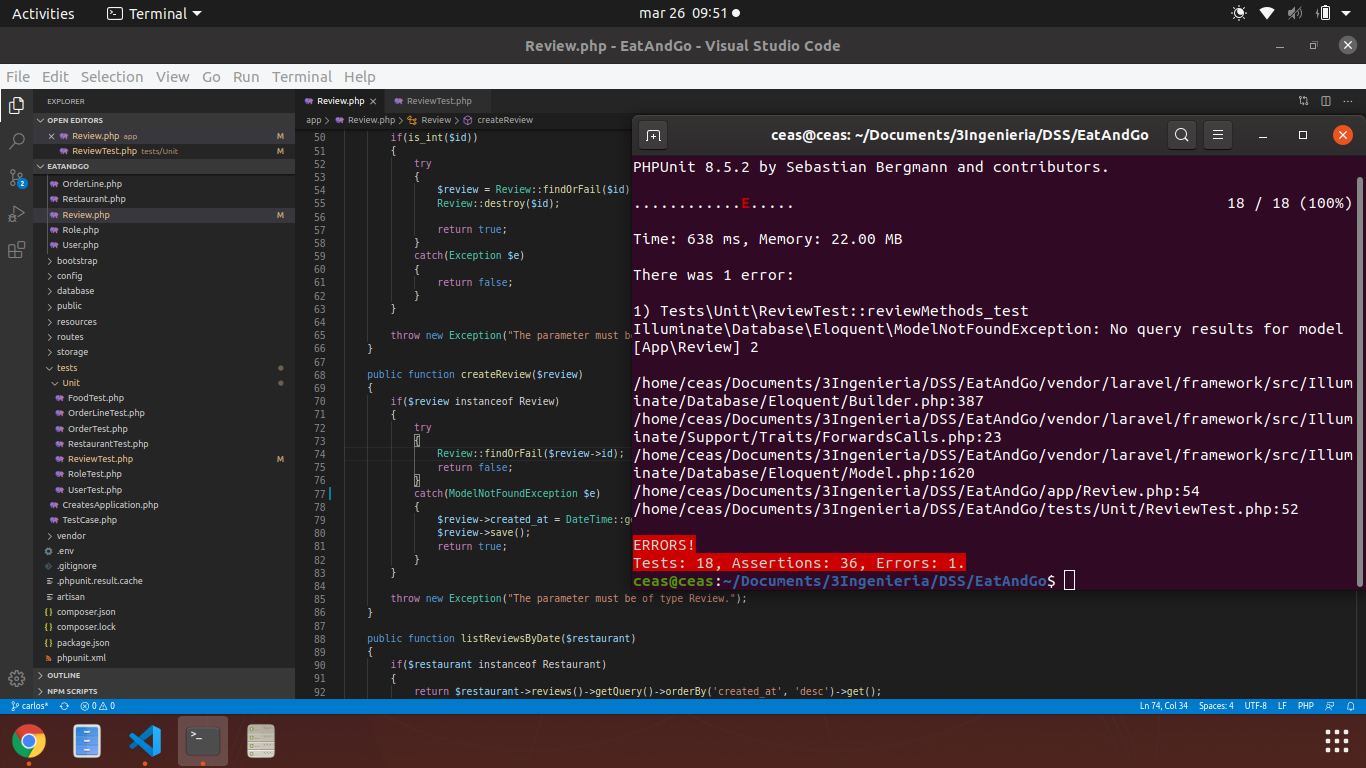 Activities
Terminal
mar 26 09:51
Review.php - EatAndGo - Visual Studio Code
File Edit Selection View Go Run Terminal Help
EXPLORER
OPEN EDITORS
Review.php app M
ReviewTest.php tests/Unit M
EATANDGO
OrderLine.php
Restaurant.php
Review.php M
Role.php
User.php
bootstrap
config
database
public
resources
routes
storage
tests
Unit
FoodTest.php
OrderLineTest.php
OrderTest.php
RestaurantTest.php
ReviewTest.php M
RoleTest.php
UserTest.php
CreatesApplication.php
TestCase.php
vendor
.env
.gitignore
.phpunit.result.cache
artisan
composer.json
composer.lock
package.json
phpunit.xml
OUTLINE
NPM SCRIPTS
2
Review.php
ReviewTest.php
app > Review.php > Review > createReview
50 if(is_int($id))
51 {
52 try
53 {
54 $review = Review::findOrFail($id)
55 Review::destroy($id);
56
57 return true;
58 }
59 catch(Exception $e)
60 {
61 return false;
62 }
63 }
64
65 throw new Exception("The parameter must b
66 }
67
68 public function createReview($review)
69 {
70 if($review instanceof Review)
71 {
72 try
73 {
74 Review::findOrFail($review->id);
75 return false;
76 }
77 catch(ModelNotFoundException $e)
78 {
79 $review->created_at = DateTime::g
80 $review->save();
81 return true;
82 }
83 }
84
85 throw new Exception("The parameter must be of type Review.");
86 }
87
88 public function listReviewsByDate($restaurant)
89 {
90 if($restaurant instanceof Restaurant)
91 {
92 return $restaurant->reviews()->getQuery()->orderBy('created_at', 'desc')->get();
ceas@ceas: ~/Documents/3Ingenieria/DSS/EatAndGo
PHPUnit 8.5.2 by Sebastian Bergmann and contributors.
............E..... 18 / 18 (100%)
Time: 638 ms, Memory: 22.00 MB
There was 1 error:
1) Tests\Unit\ReviewTest::reviewMethods_test
Illuminate\Database\Eloquent\ModelNotFoundException: No query results for model
[App\Review] 2
/home/ceas/Documents/3Ingenieria/DSS/EatAndGo/vendor/laravel/framework/src/Illum
inate/Database/Eloquent/Builder.php:387
/home/ceas/Documents/3Ingenieria/DSS/EatAndGo/vendor/laravel/framework/src/Illum
inate/Support/Traits/ForwardsCalls.php:23
/home/ceas/Documents/3Ingenieria/DSS/EatAndGo/vendor/laravel/framework/src/Illum
inate/Database/Eloquent/Model.php:1620
/home/ceas/Documents/3Ingenieria/DSS/EatAndGo/app/Review.php:54
/home/ceas/Documents/3Ingenieria/DSS/EatAndGo/tests/Unit/ReviewTest.php:52
ERRORS!
Tests: 18, Assertions: 36, Errors: 1.
ceas@ceas:~/Documents/3Ingenieria/DSS/EatAndGo$
carlos* 0 0
Ln 74, Col 34 Spaces: 4 UTF-8 LF PHP